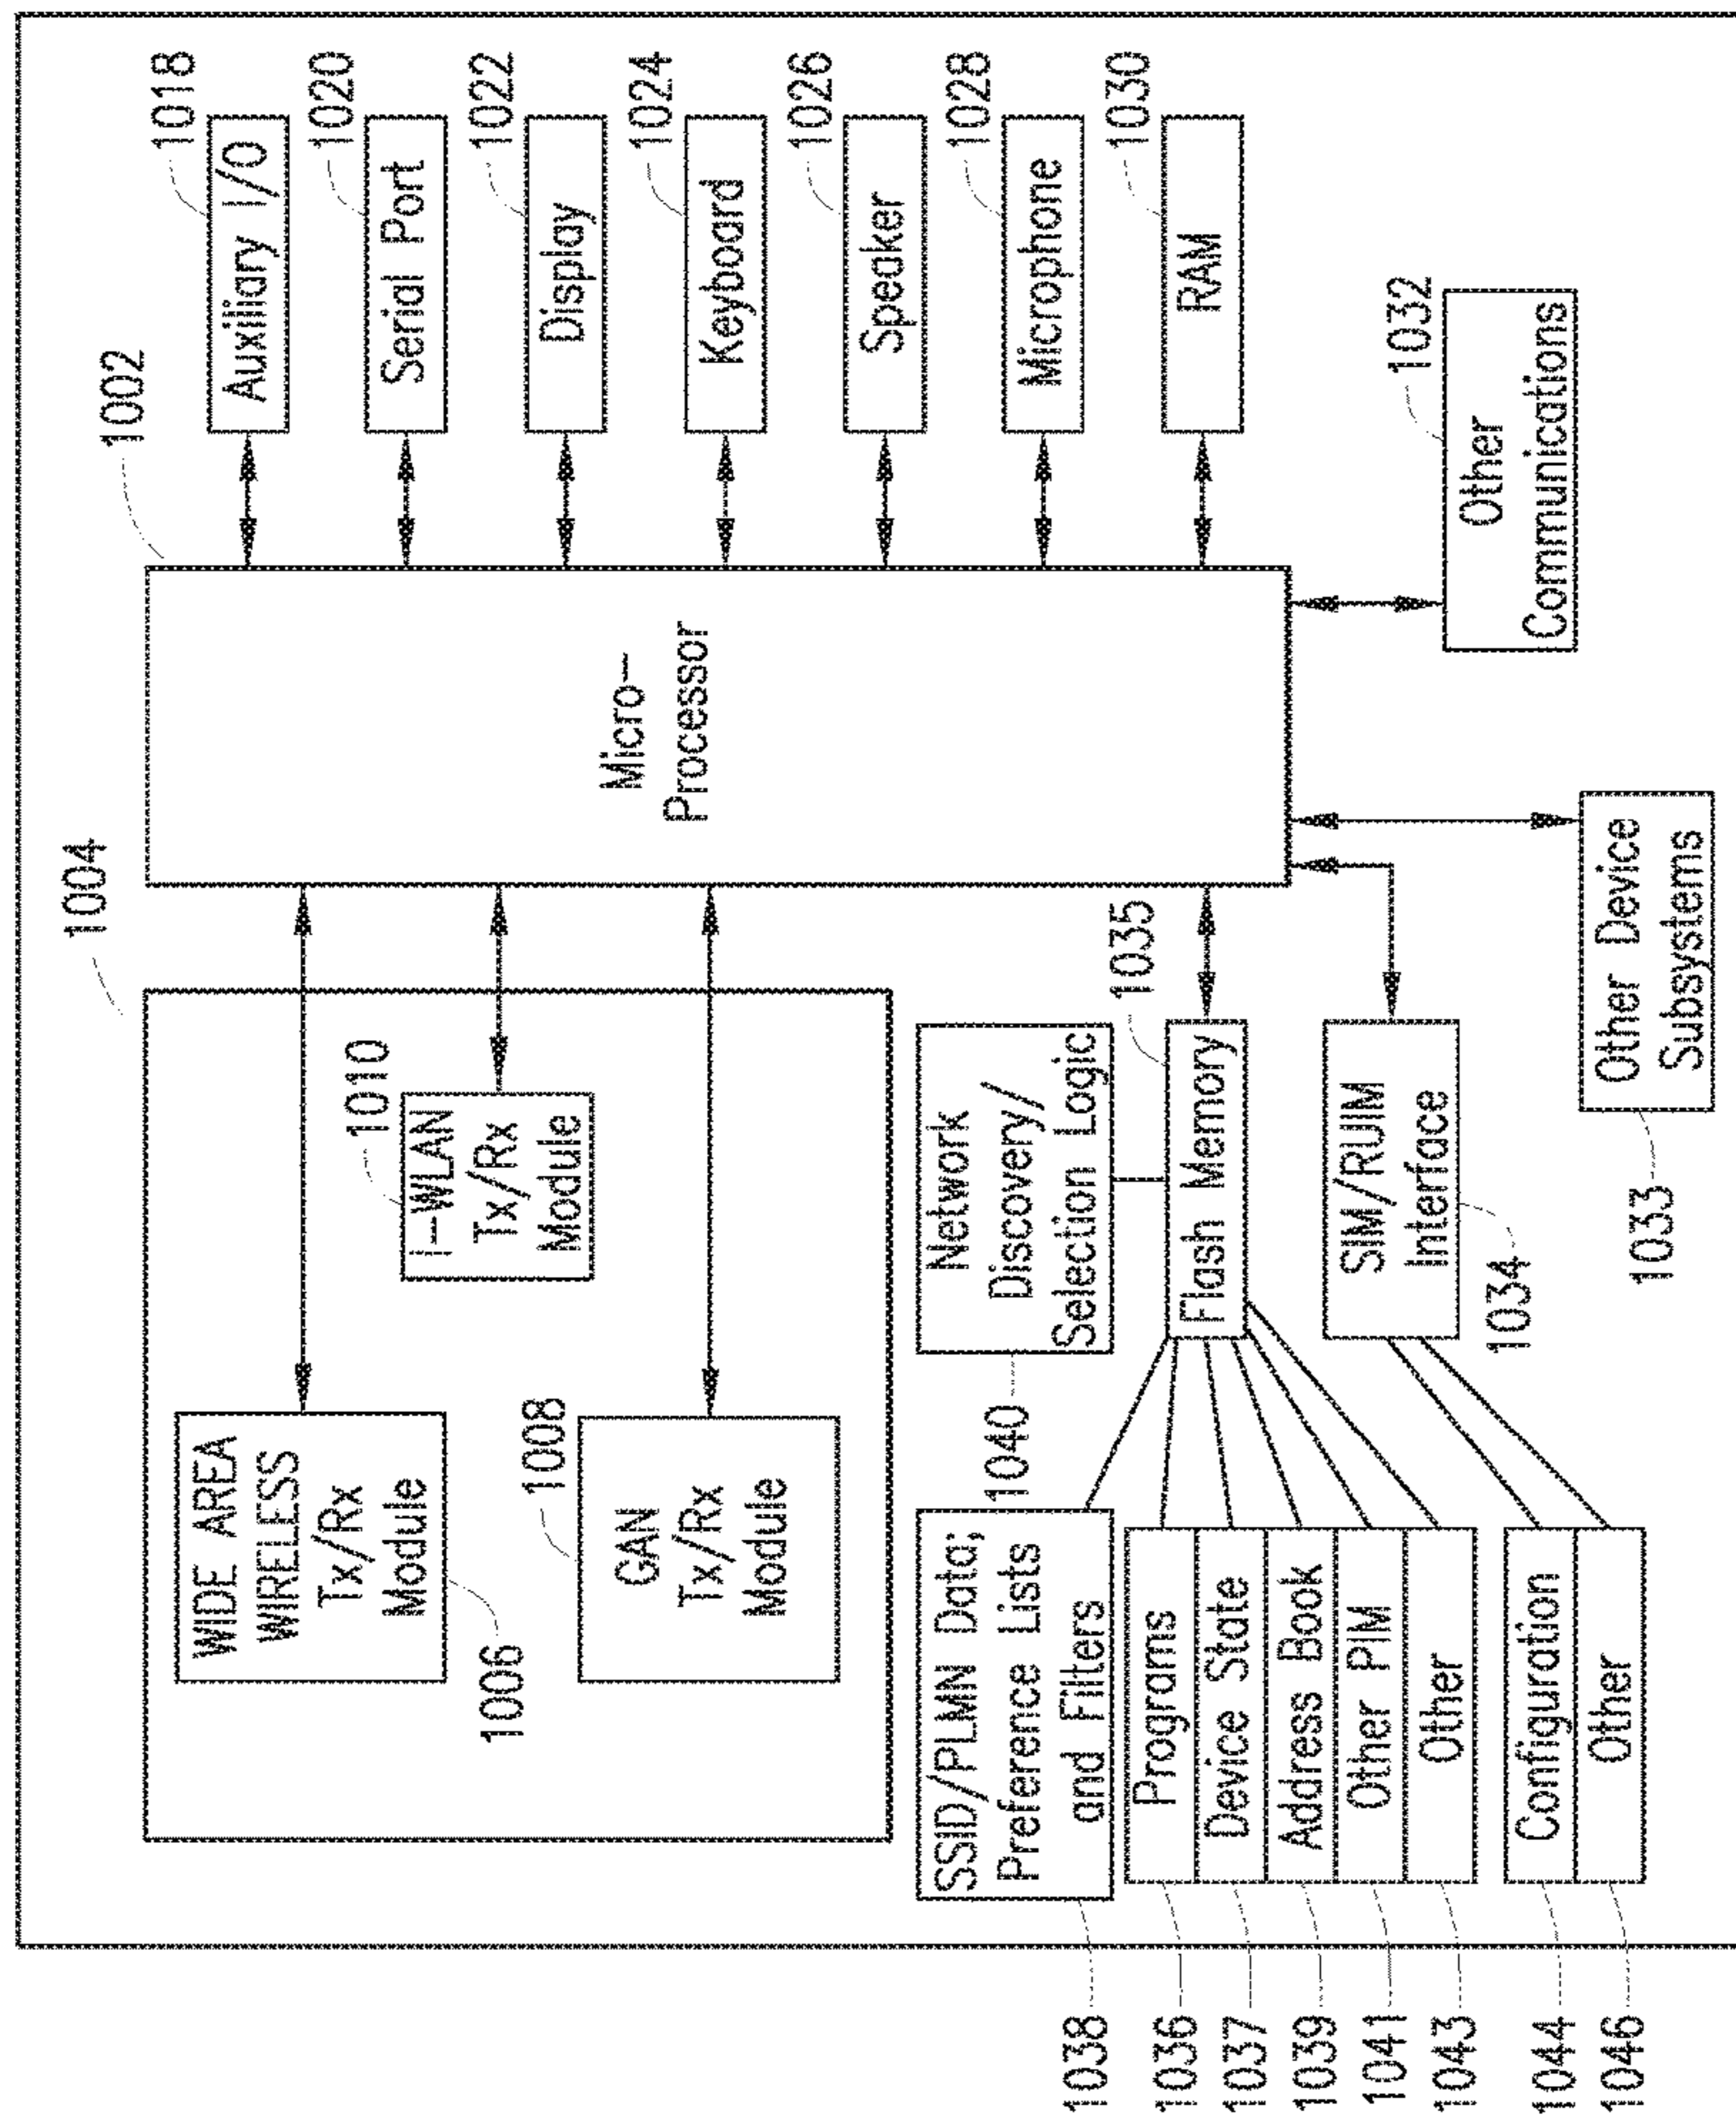 1004
1002
WIDE AREA
WIRELESS
Tx/Rx
Module
1006
I-WLAN
Tx/Rx
Module
1010
GAN
Tx/Rx
Module
1008
Micro-
Processor
Auxiliary I/O
1018
Serial Port
1020
Display
1022
Keyboard
1024
Speaker
1026
Microphone
1028
RAM
1030
Other
Communications
1032
Other Device
Subsystems
1033
SIM/RUIM
Interface
1034
Flash Memory
1035
Network
Discovery/
Selection Logic
1040
SSID/PLMN Data;
Preference Lists
and Filters
1038
Programs
1036
Device State
1037
Address Book
1039
Other PIM
1041
Other
1043
Configuration
1044
Other
1046